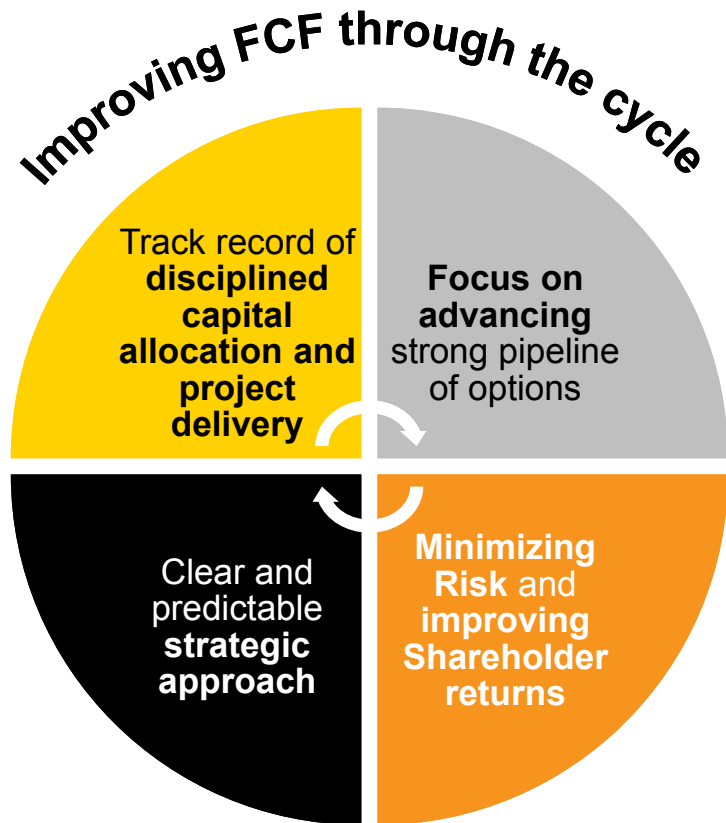 Improving FCF through the cycle
Track record of
disciplined
capital
allocation and
project
delivery
Focus on
advancing
strong pipeline
of options
Clear and
predictable
strategic
approach
Minimizing
Risk and
improving
Shareholder
returns